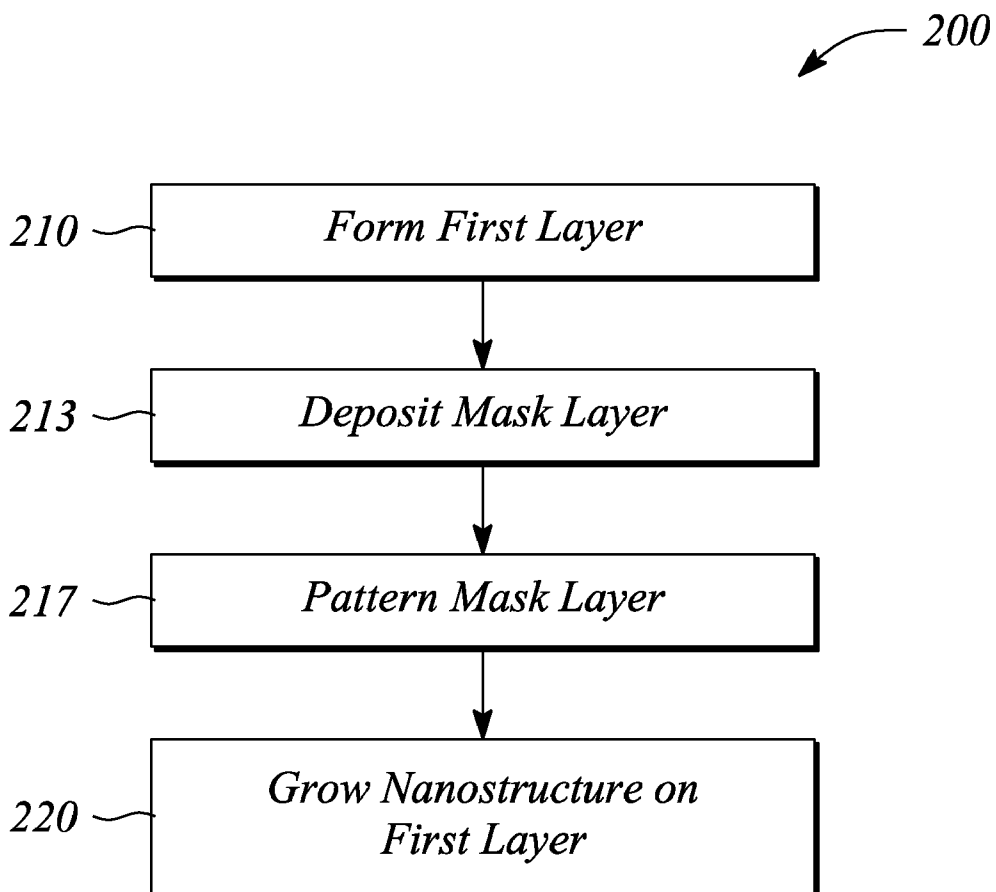 200
210 Form First Layer
213 Deposit Mask Layer
217 Pattern Mask Layer
220 Grow Nanostructure on
First Layer